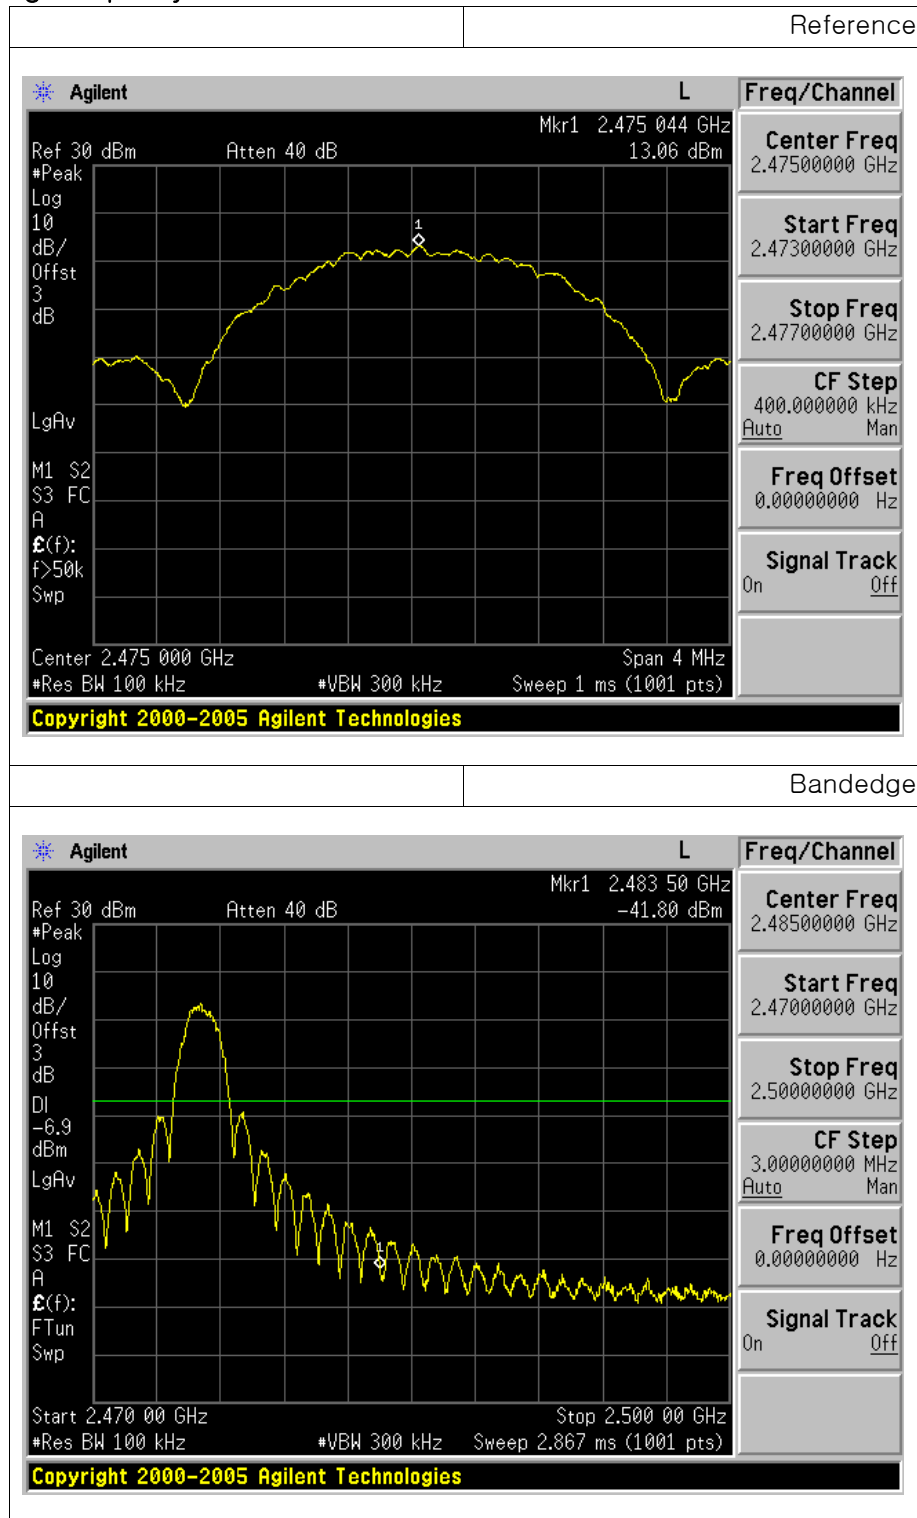 Reference
Agilent L Freq/Channel
Mkr1 2.475 044 GHz
Ref 30 dBm Atten 40 dB 13.06 dBm
#Peak
Log
10
dB/
Offst
3
dB
LgAv
M1 S2
S3 FC
A
£(f):
f>50k
Swp
1
Center 2.475 000 GHz Span 4 MHz
#Res BW 100 kHz #VBW 300 kHz Sweep 1 ms (1001 pts)
Copyright 2000-2005 Agilent Technologies
Center Freq
2.47500000 GHz
Start Freq
2.47300000 GHz
Stop Freq
2.47700000 GHz
CF Step
400.000000 kHz
Auto Man
Freq Offset
0.00000000 Hz
Signal Track
On Off
Bandedge
Agilent L Freq/Channel
Mkr1 2.483 50 GHz
Ref 30 dBm Atten 40 dB -41.80 dBm
#Peak
Log
10
dB/
Offst
3
dB
DI
-6.9
dBm
LgAv
M1 S2
S3 FC
A
£(f):
FTun
Swp
1
Start 2.470 00 GHz Stop 2.500 00 GHz
#Res BW 100 kHz #VBW 300 kHz Sweep 2.867 ms (1001 pts)
Copyright 2000-2005 Agilent Technologies
Center Freq
2.48500000 GHz
Start Freq
2.47000000 GHz
Stop Freq
2.50000000 GHz
CF Step
3.00000000 MHz
Auto Man
Freq Offset
0.00000000 Hz
Signal Track
On Off